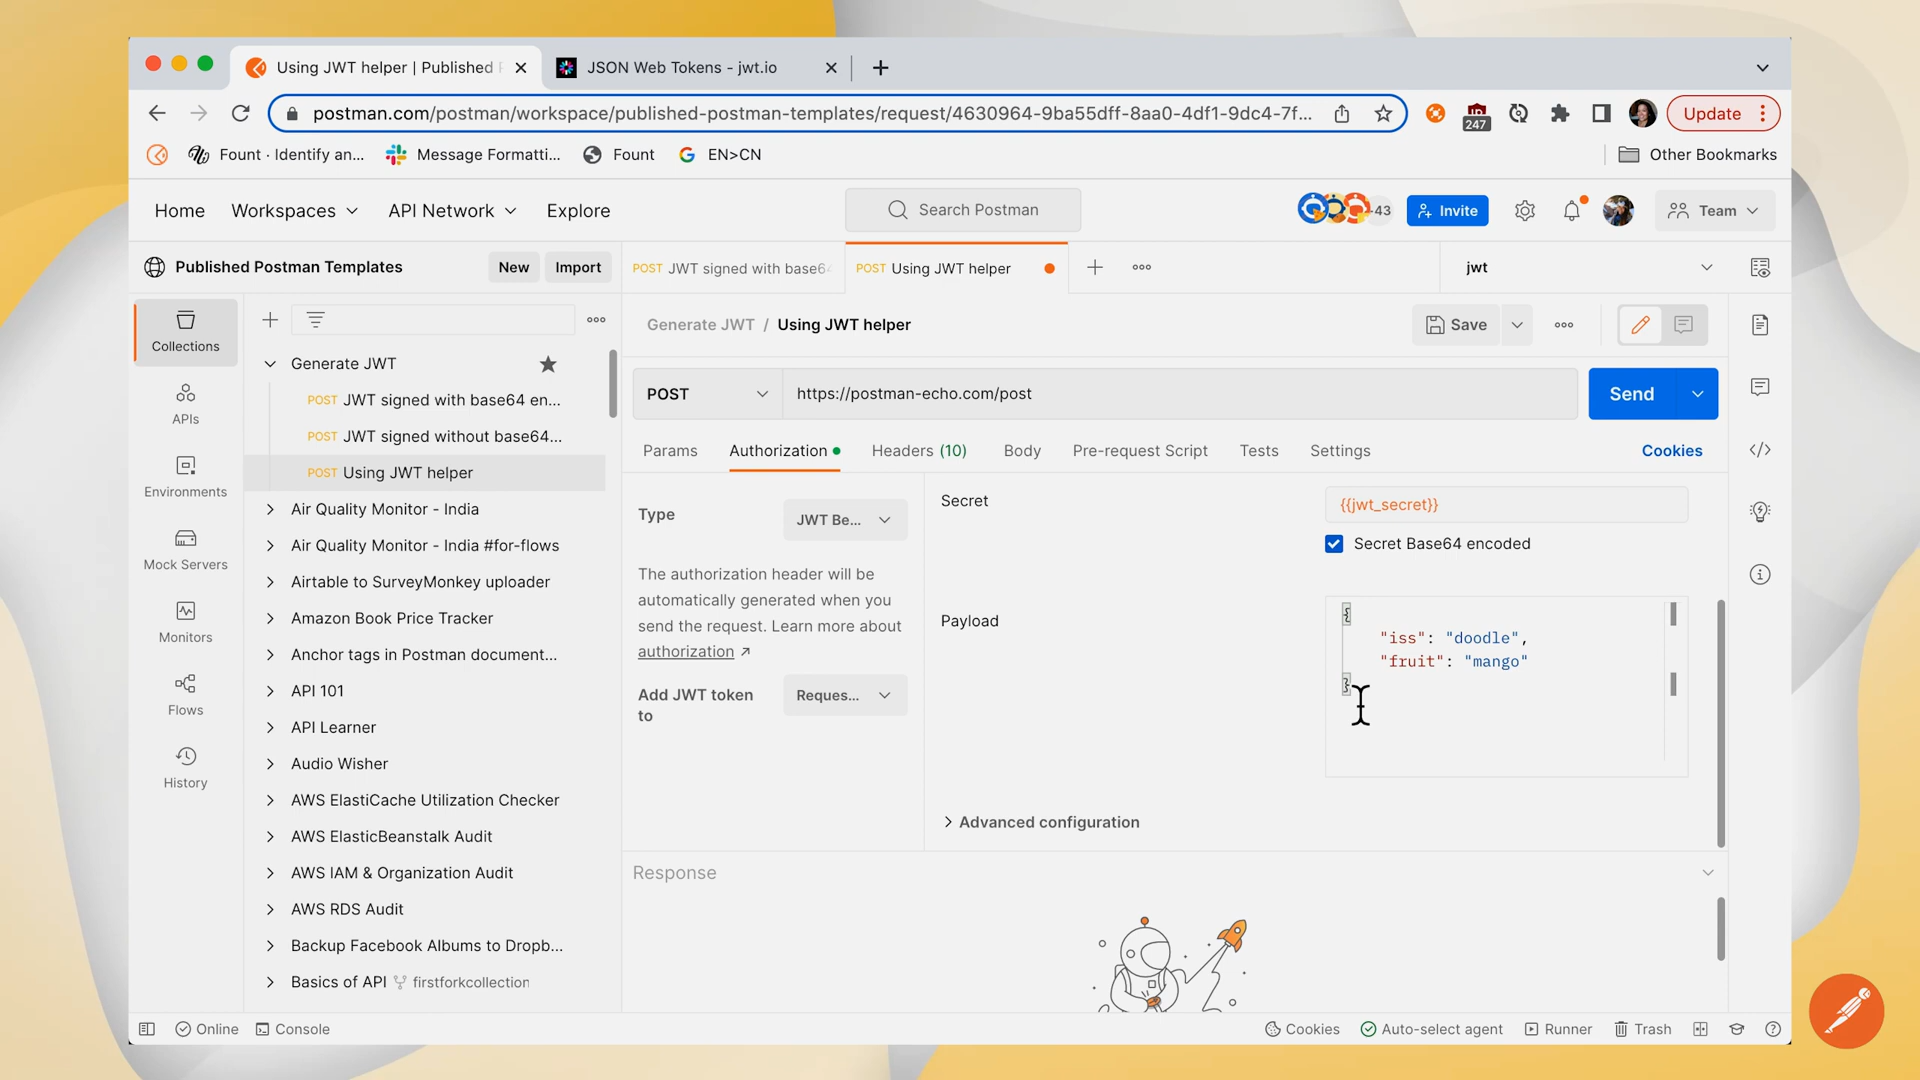 Using JWT helper | Published P
JSON Web Tokens - jwt.io
postman.com/postman/workspace/published-postman-templates/request/4630964-9ba55dff-8aa0-4df1-9dc4-7f...
247
Update
Fount · Identify an...
Message Formatti...
Fount
EN>CN
Other Bookmarks
Home
Workspaces
API Network
Explore
Search Postman
+43
Invite
Team
Published Postman Templates
New
Import
POST JWT signed with base64
POST Using JWT helper
jwt
Collections
APIs
Environments
Mock Servers
Monitors
Flows
History
Generate JWT
POST JWT signed with base64 en...
POST JWT signed without base64...
POST Using JWT helper
Air Quality Monitor - India
Air Quality Monitor - India #for-flows
Airtable to SurveyMonkey uploader
Amazon Book Price Tracker
Anchor tags in Postman document...
API 101
API Learner
Audio Wisher
AWS ElastiCache Utilization Checker
AWS ElasticBeanstalk Audit
AWS IAM & Organization Audit
AWS RDS Audit
Backup Facebook Albums to Dropb...
Basics of API firstforkcollection
Generate JWT / Using JWT helper
Save
POST
https://postman-echo.com/post
Send
Params
Authorization
Headers (10)
Body
Pre-request Script
Tests
Settings
Cookies
Type
JWT Be...
The authorization header will be
automatically generated when you
send the request. Learn more about
authorization ↗
Add JWT token
to
Reques...
Secret
{{jwt_secret}}
Secret Base64 encoded
Payload
{
"iss": "doodle",
"fruit": "mango"
}
Advanced configuration
Response
Online
Console
Cookies
Auto-select agent
Runner
Trash